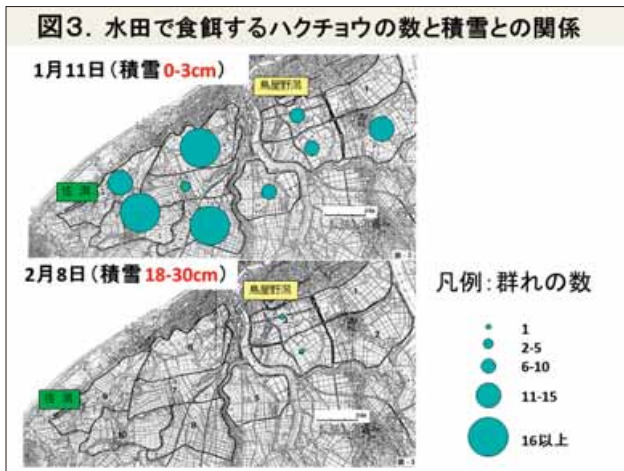 図3. 水田で食餌するハクチョウの数と積雪との関係
1月11日(積雪0-3cm)
鳥屋野潟
佐潟
2月8日(積雪18-30cm)
鳥屋野潟
佐潟
凡例:群れの数
1
2-5
6-10
11-15
16以上